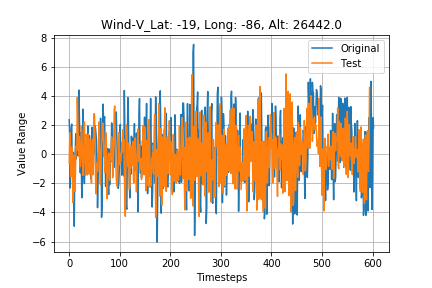 Wind-V_Lat: -19, Long: -86, Alt: 26442.0
Original
Test
8
6
4
2
0
−2
−4
−6
Value Range
0 100 200 300 400 500 600
Timesteps